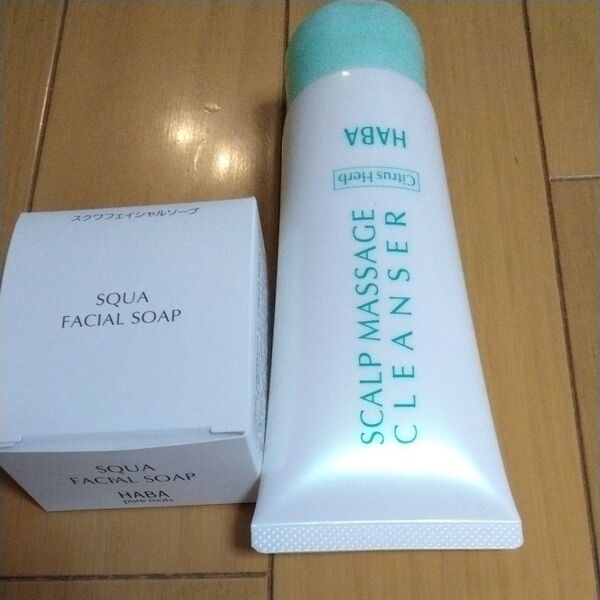 スクワフェイシャルソープ
SQUA
FACIAL SOAP
SQUA
FACIAL SOAP
HABA
pure roots
HABA
Citrus Herb
SCALP MASSAGE
CLEANSER